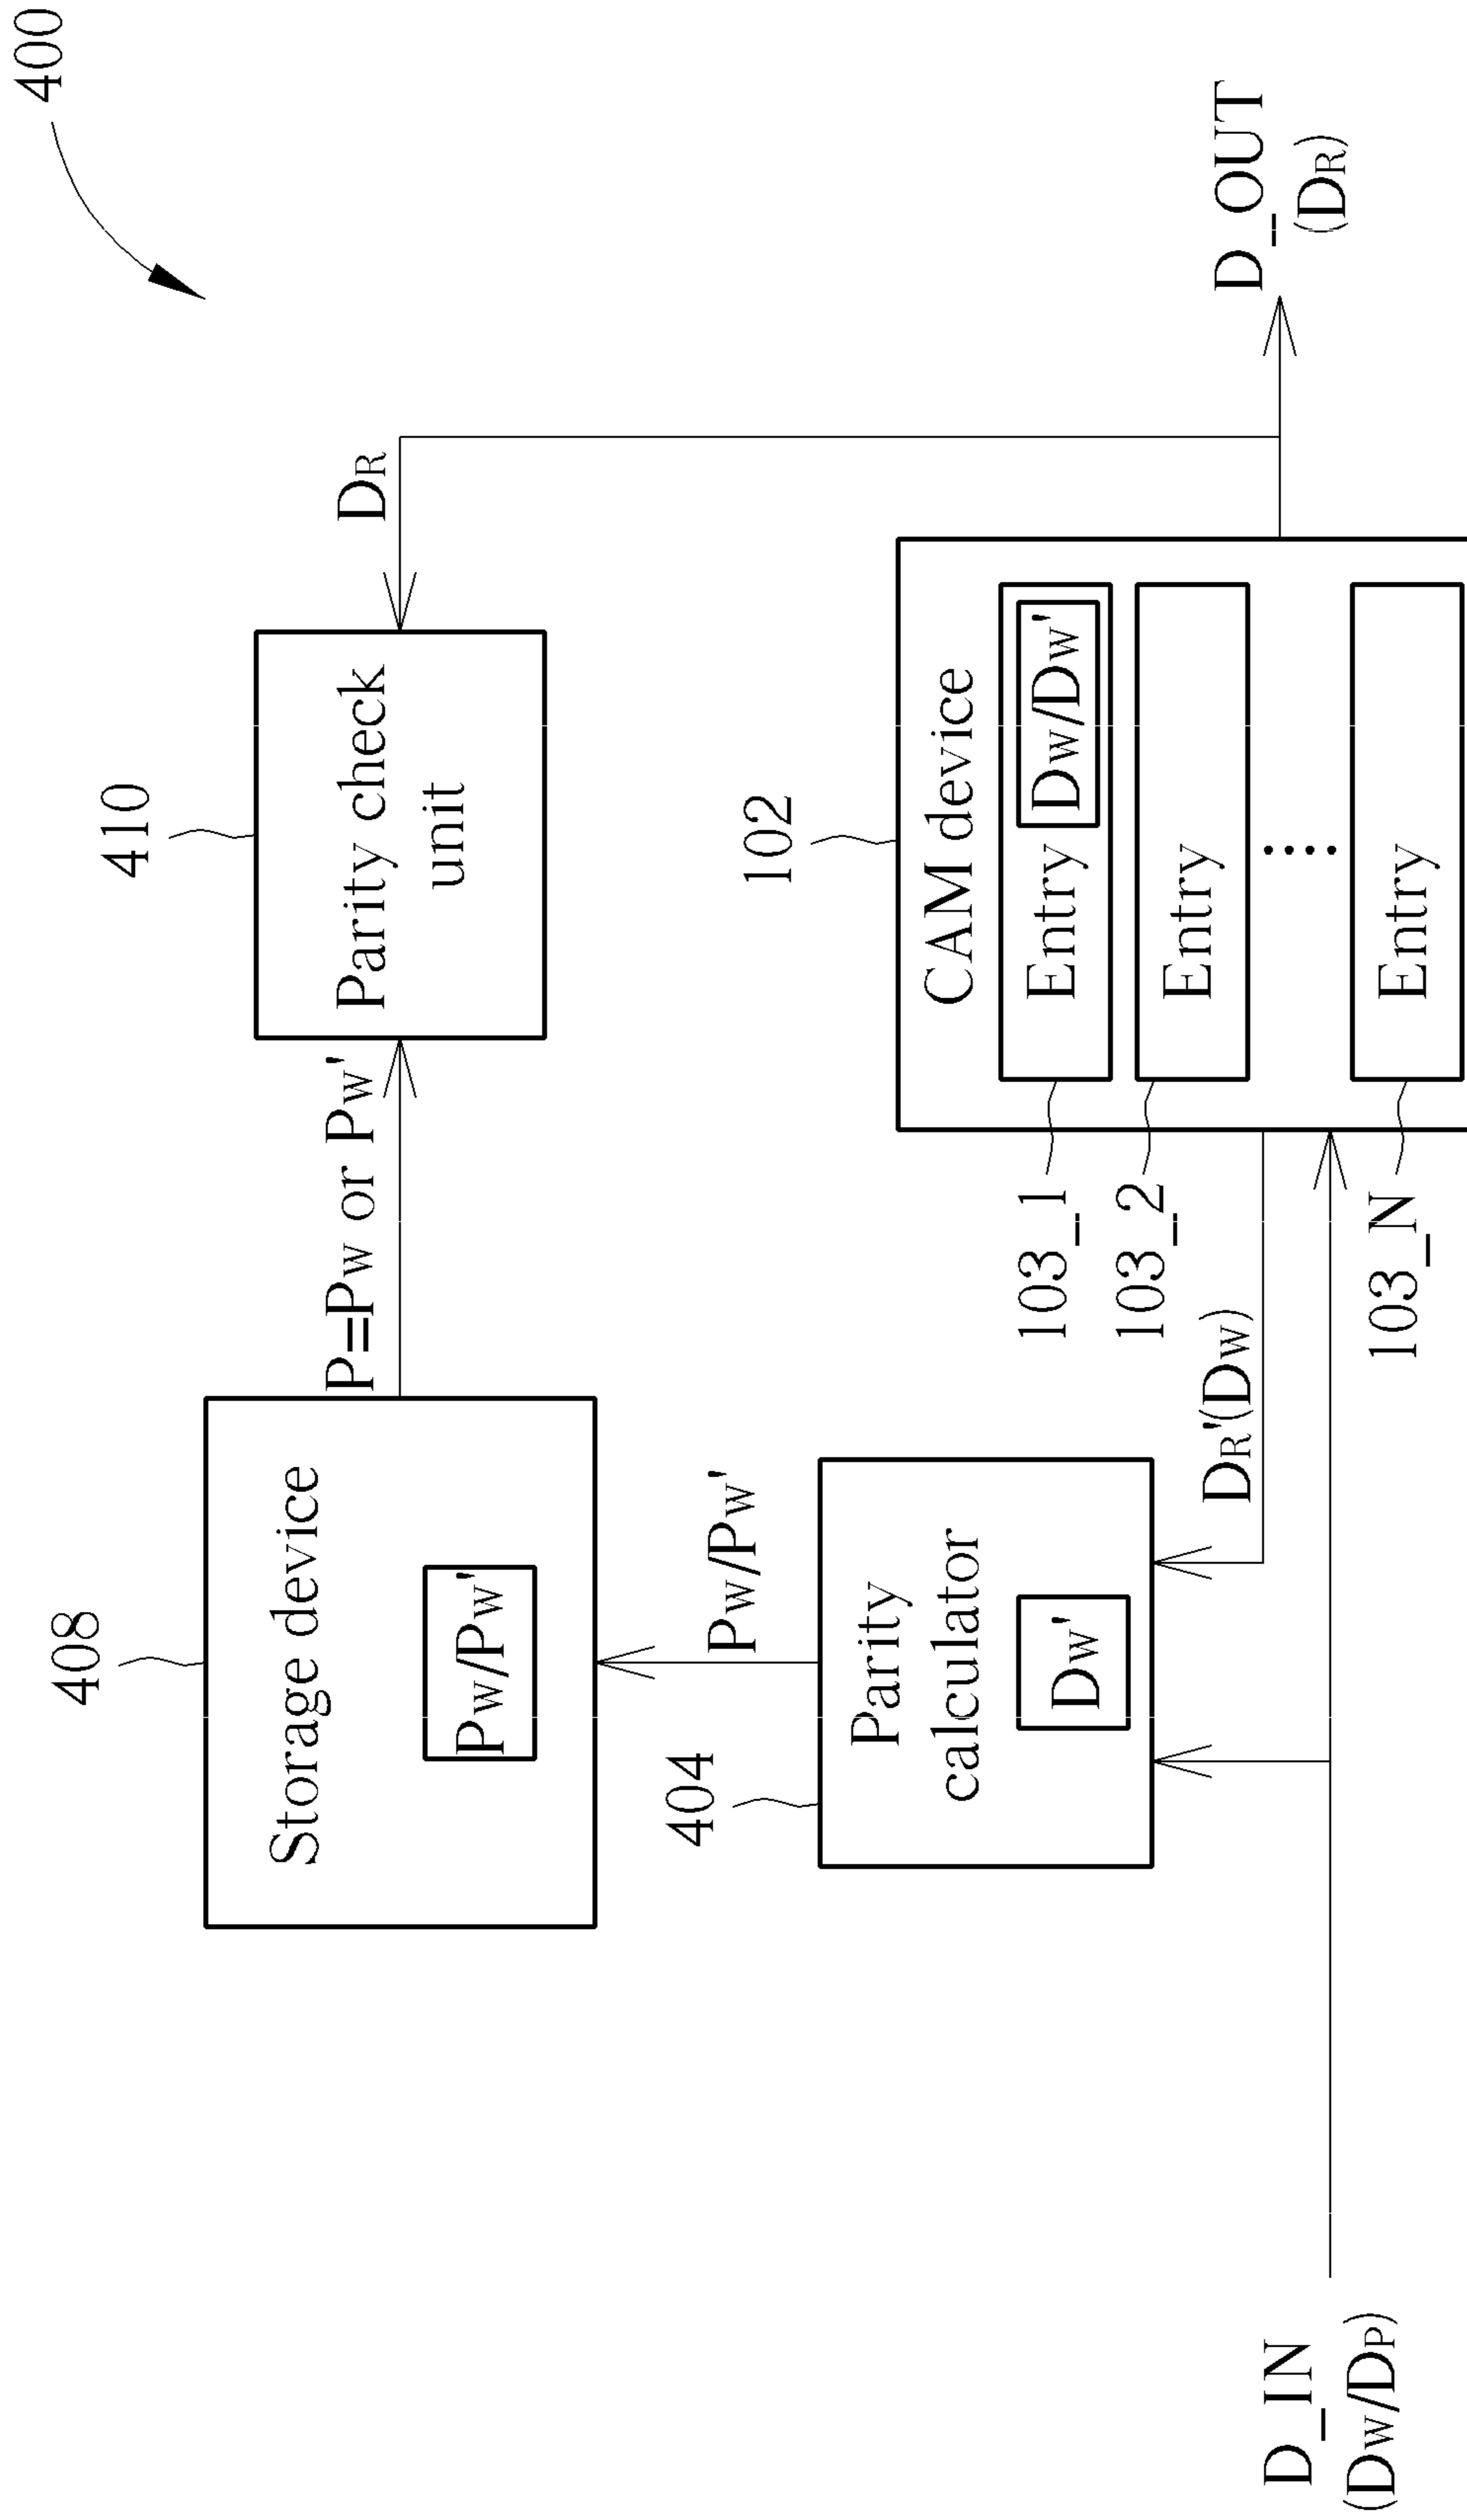 400
408
Storage device
Pw/Pw'
P=Pw or Pw'
410
Parity check
unit
DR
404
Parity
calculator
Dw'
Pw/Pw'
102
CAM device
Entry
Dw/Dw'
Entry
Entry
103_1
103_2
103_N
DR'(DW)
D_IN
(DW/DP)
D_OUT
(DR)